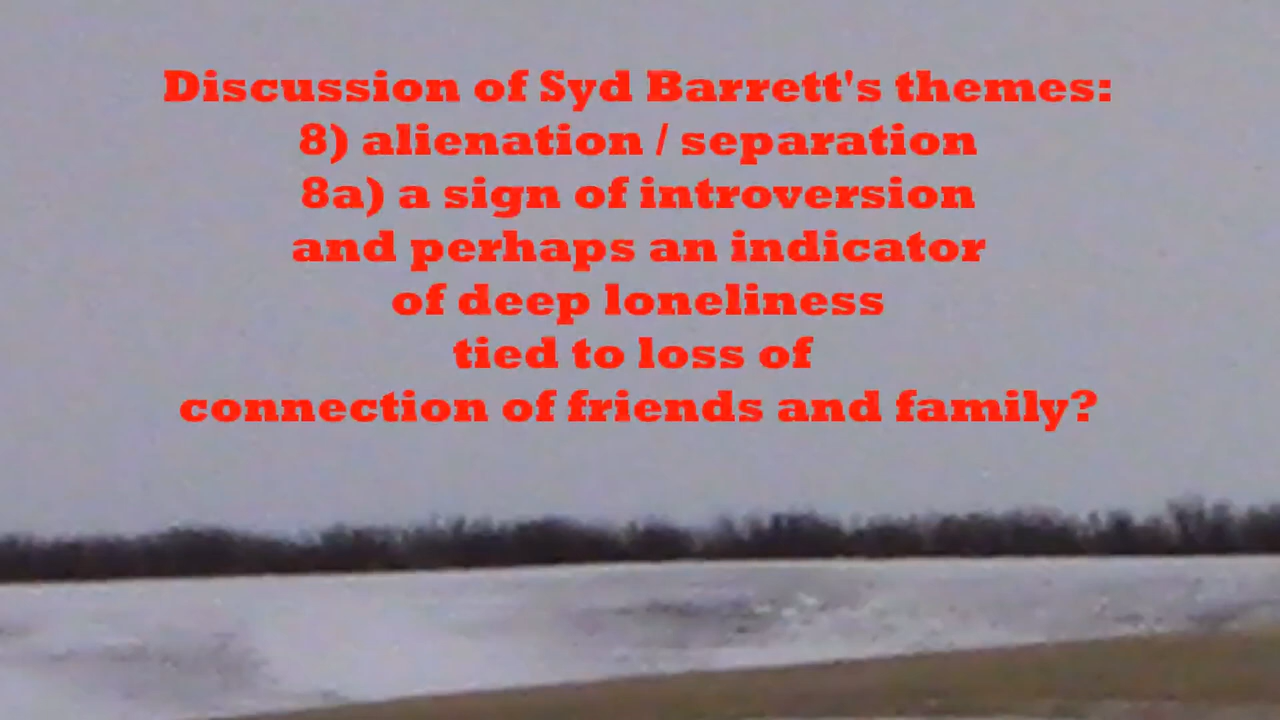 Discussion of Syd Barrett's themes:
8) alienation / separation
8a) a sign of introversion
and perhaps an indicator
of deep loneliness
tied to loss of
connection of friends and family?